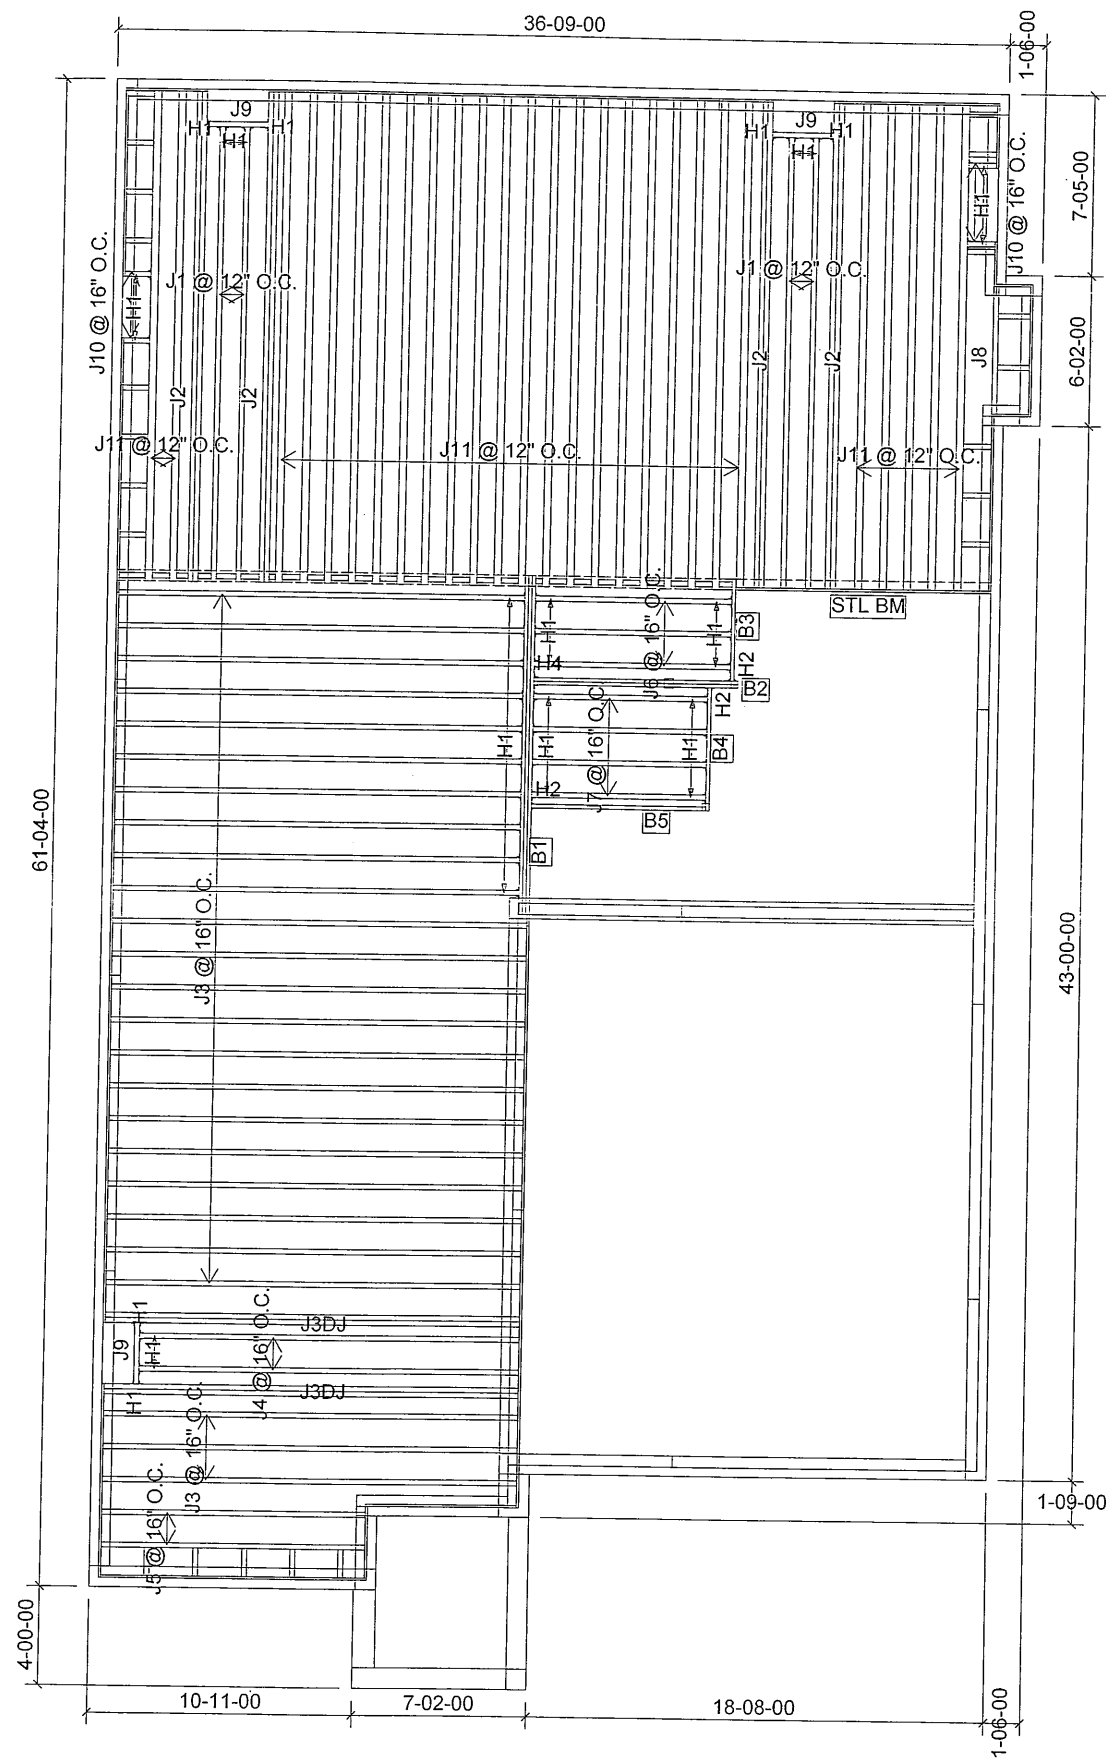 36-09-00
1-06-00
J9
H1
H1
H1
J9
H1
H1
H1
J10 @ 16" O.C.
H1
7-05-00
J1 @ 12" O.C.
J1 @ 12" O.C.
J10 @ 16" O.C.
H1
6-02-00
J2
J2
J2
J2
J8
J11 @ 12" O.C.
J11 @ 12" O.C.
J11 @ 12" O.C.
STL BM
H1
J6 @ 16" O.C.
H1
B3
H4
H2
B2
H1
H1
J7 @ 16" O.C.
H1
H2
B4
H2
B5
B1
61-04-00
J3 @ 16" O.C.
43-00-00
H1
J9
H1
J3DJ
J4 @ 16" O.C.
J3DJ
H1
J3 @ 16" O.C.
J5 @ 16" O.C.
1-09-00
4-00-00
10-11-00
7-02-00
18-08-00
1-06-00